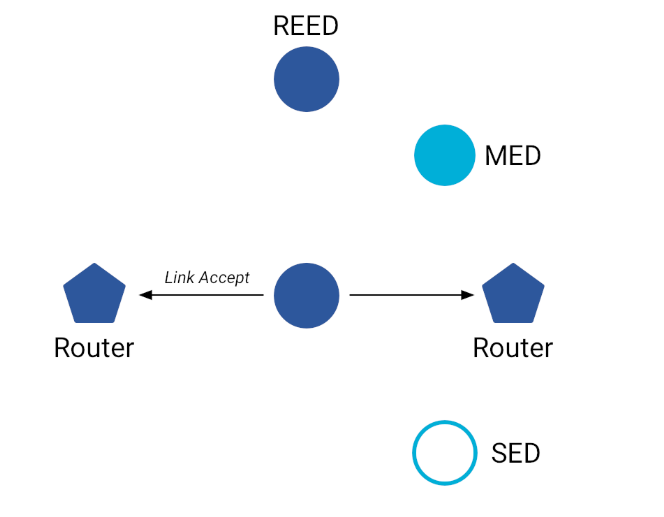 REED
MED
Link Accept
Router
Router
SED